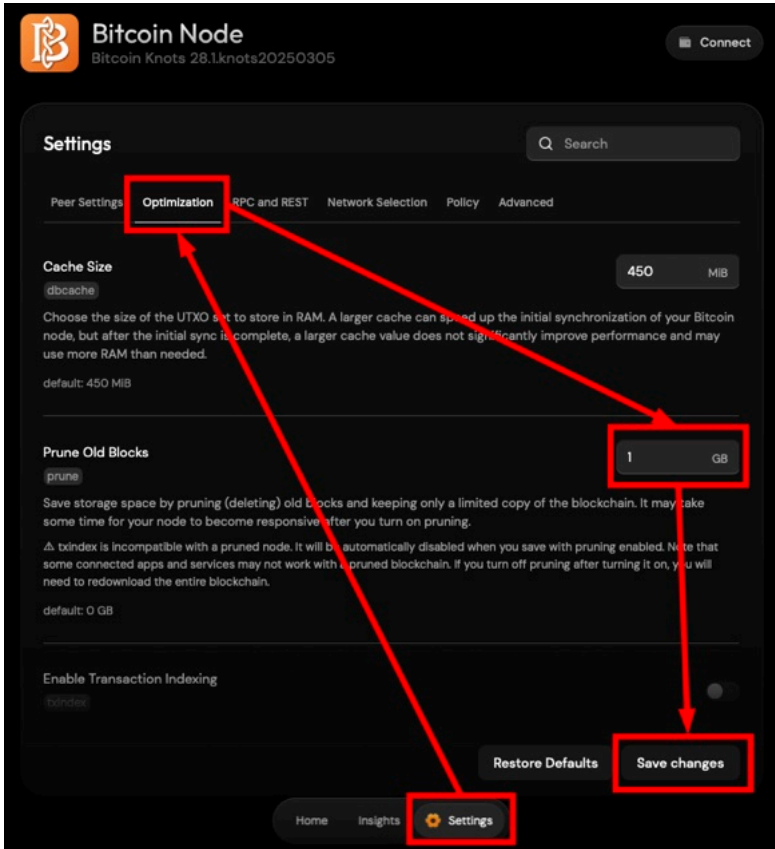 Bitcoin Node
Bitcoin Knots 28.1.knots20250305
Connect
Settings
Search
Peer Settings Optimization RPC and REST Network Selection Policy Advanced
Cache Size
450 MiB
dbcache
Choose the size of the UTXO set to store in RAM. A larger cache can speed up the initial synchronization of your Bitcoin
node, but after the initial sync is complete, a larger cache value does not significantly improve performance and may
use more RAM than needed.
default: 450 MiB
Prune Old Blocks
1 GB
prune
Save storage space by pruning (deleting) old blocks and keeping only a limited copy of the blockchain. It may take
some time for your node to become responsive after you turn on pruning.
⚠ txindex is incompatible with a pruned node. It will be automatically disabled when you save with pruning enabled. Note that
some connected apps and services may not work with a pruned blockchain. If you turn off pruning after turning it on, you will
need to redownload the entire blockchain.
default: 0 GB
Enable Transaction Indexing
txindex
Restore Defaults Save changes
Home Insights Settings